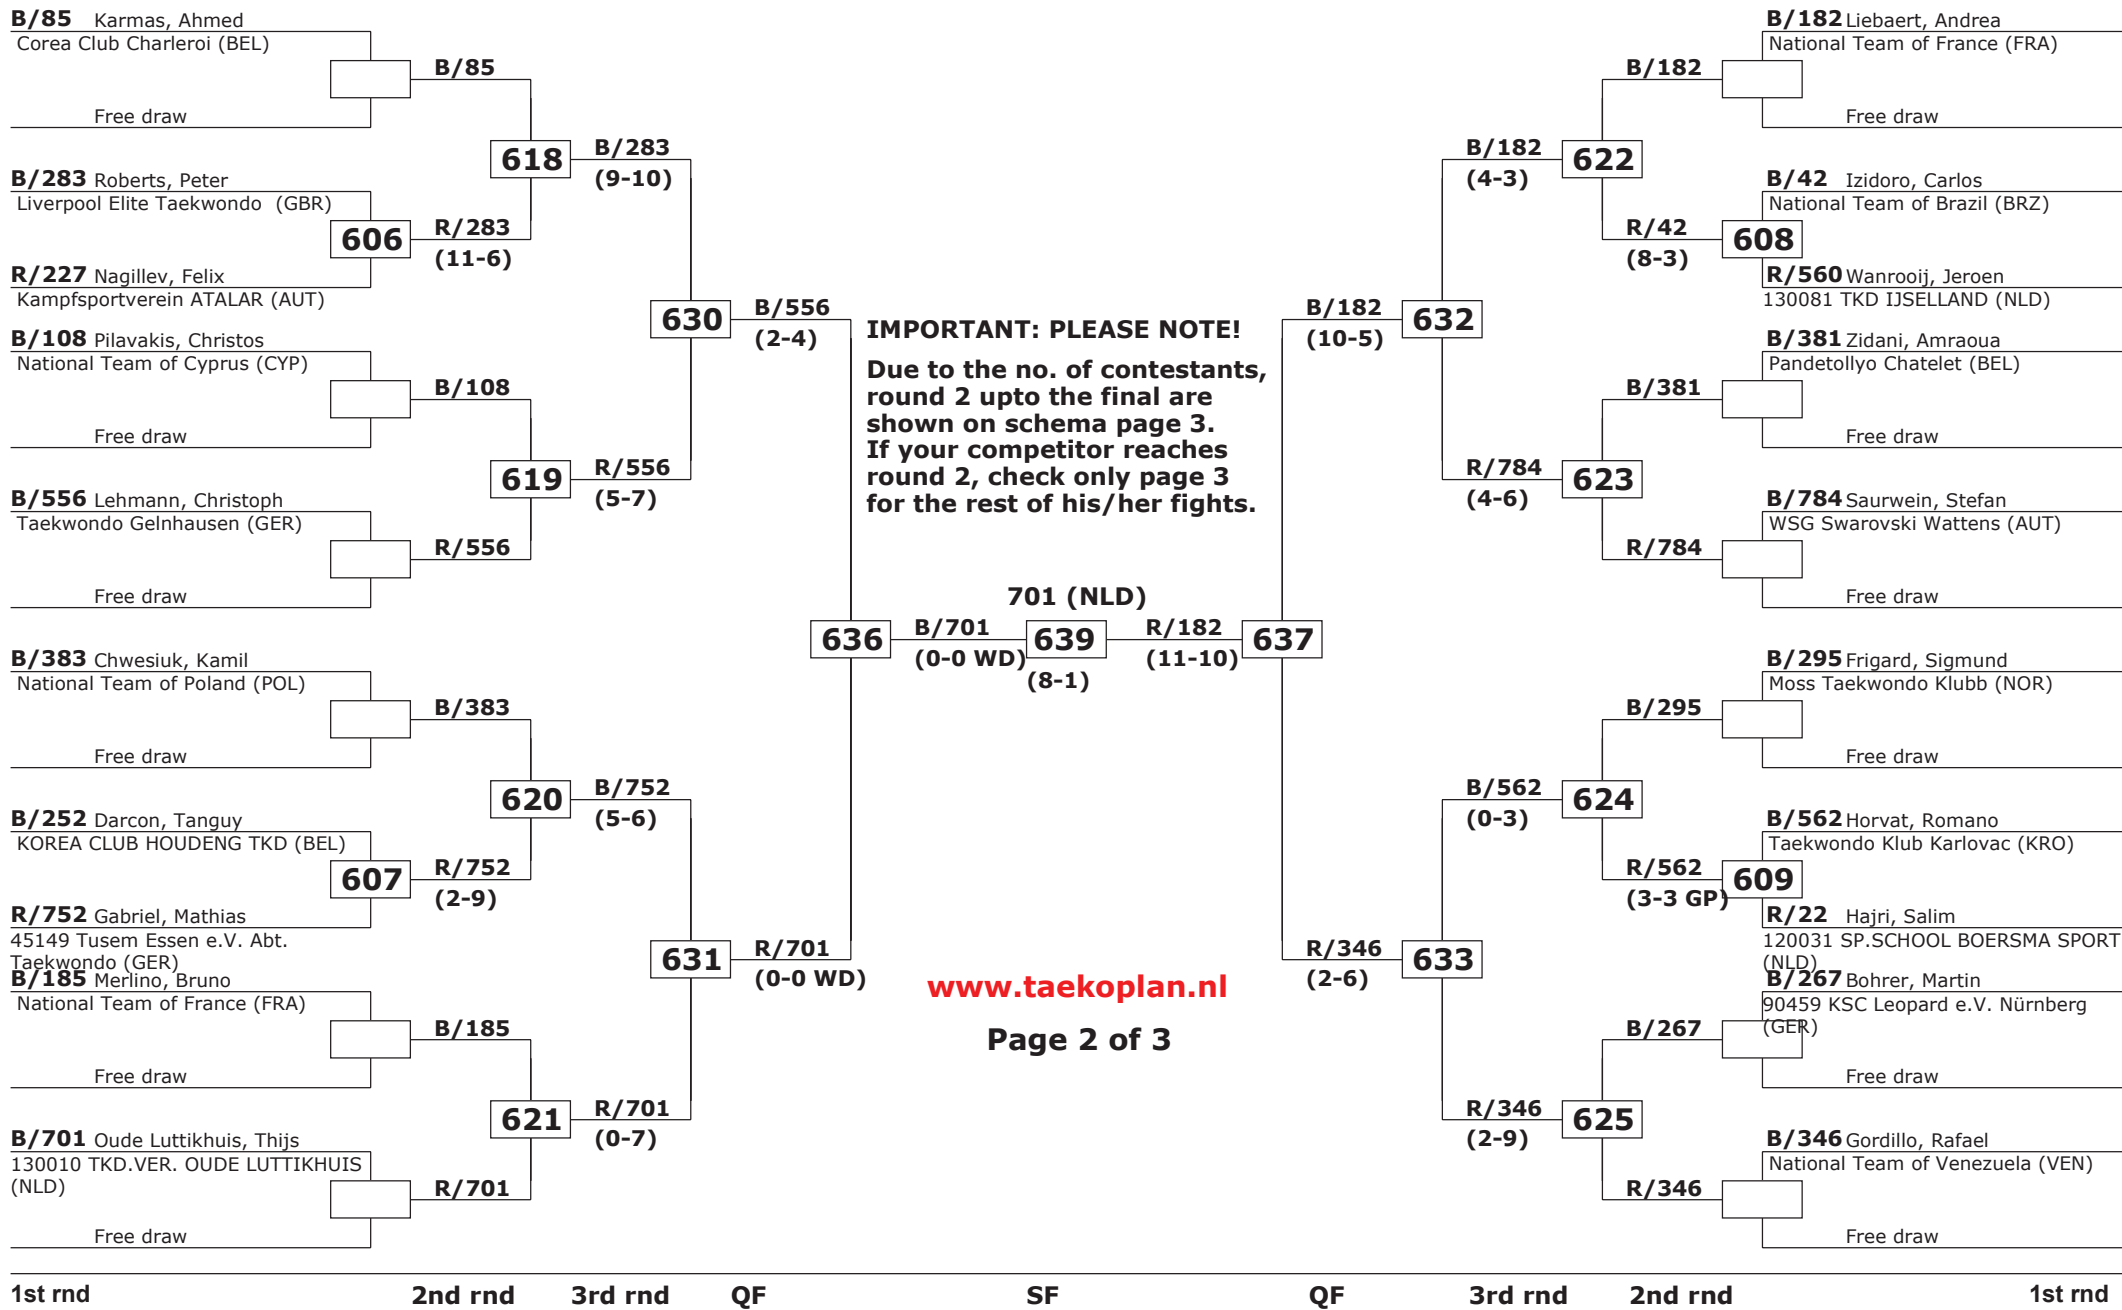 B/85 Karmas, Ahmed
Corea Club Charleroi (BEL)
Free draw
B/283 Roberts, Peter
Liverpool Elite Taekwondo (GBR)
R/227 Nagillev, Felix
Kampfsportverein ATALAR (AUT)
B/108 Pilavakis, Christos
National Team of Cyprus (CYP)
Free draw
B/556 Lehmann, Christoph
Taekwondo Gelnhausen (GER)
Free draw
B/383 Chwesiuk, Kamil
National Team of Poland (POL)
Free draw
B/252 Darcon, Tanguy
KOREA CLUB HOUDENG TKD (BEL)
R/752 Gabriel, Mathias
45149 Tusem Essen e.V. Abt.
Taekwondo (GER)
B/185 Merlino, Bruno
National Team of France (FRA)
Free draw
B/701 Oude Luttikhuis, Thijs
130010 TKD.VER. OUDE LUTTIKHUIS
(NLD)
Free draw
606
607
B/85
R/283
(11-6)
B/108
R/556
B/383
R/752
(2-9)
B/185
R/701
618
619
620
621
B/283
(9-10)
R/556
(5-7)
B/752
(5-6)
R/701
(0-7)
630
631
B/556
(2-4)
R/701
(0-0 WD)
636
B/701
(0-0 WD)
IMPORTANT: PLEASE NOTE!
Due to the no. of contestants,
round 2 upto the final are
shown on schema page 3.
If your competitor reaches
round 2, check only page 3
for the rest of his/her fights.
701 (NLD)
639
(8-1)
www.taekoplan.nl
Page 2 of 3
R/182
(11-10)
637
B/182
(10-5)
R/346
(2-6)
632
633
B/182
(4-3)
R/784
(4-6)
B/562
(0-3)
R/346
(2-9)
622
623
624
625
B/182
R/42
(8-3)
B/381
R/784
B/295
R/562
(3-3 GP)
B/267
R/346
608
609
B/182 Liebaert, Andrea
National Team of France (FRA)
Free draw
B/42 Izidoro, Carlos
National Team of Brazil (BRZ)
R/560 Wanrooij, Jeroen
130081 TKD IJSELLAND (NLD)
B/381 Zidani, Amraoua
Pandetollyo Chatelet (BEL)
Free draw
B/784 Saurwein, Stefan
WSG Swarovski Wattens (AUT)
Free draw
B/295 Frigard, Sigmund
Moss Taekwondo Klubb (NOR)
Free draw
B/562 Horvat, Romano
Taekwondo Klub Karlovac (KRO)
R/22 Hajri, Salim
120031 SP.SCHOOL BOERSMA SPORT
(NLD)
B/267 Bohrer, Martin
90459 KSC Leopard e.V. Nürnberg
(GER)
Free draw
B/346 Gordillo, Rafael
National Team of Venezuela (VEN)
Free draw
1st rnd 2nd rnd 3rd rnd QF SF QF 3rd rnd 2nd rnd 1st rnd